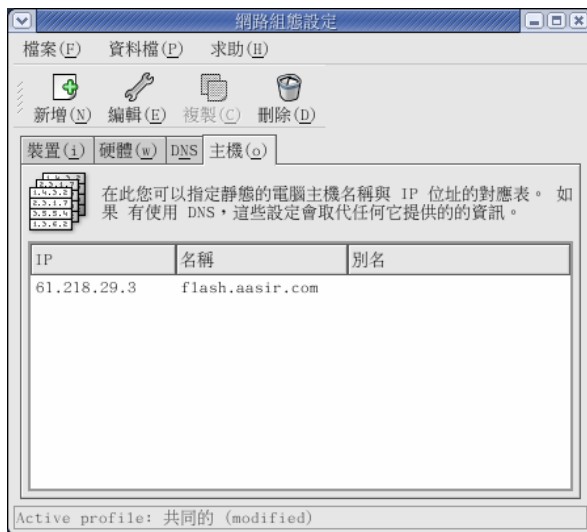 網路組態設定
檔案(F) 資料檔(P) 求助(H)
新增(N) 編輯(E) 複製(C) 刪除(D)
裝置(i) 硬體(w) DNS 主機(o)
在此您可以指定靜態的電腦主機名稱與 IP 位址的對應表。 如
果 有使用 DNS，這些設定會取代任何它提供的的資訊。
IP 名稱 別名
61.218.29.3 flash.aasir.com
Active profile: 共同的 (modified)